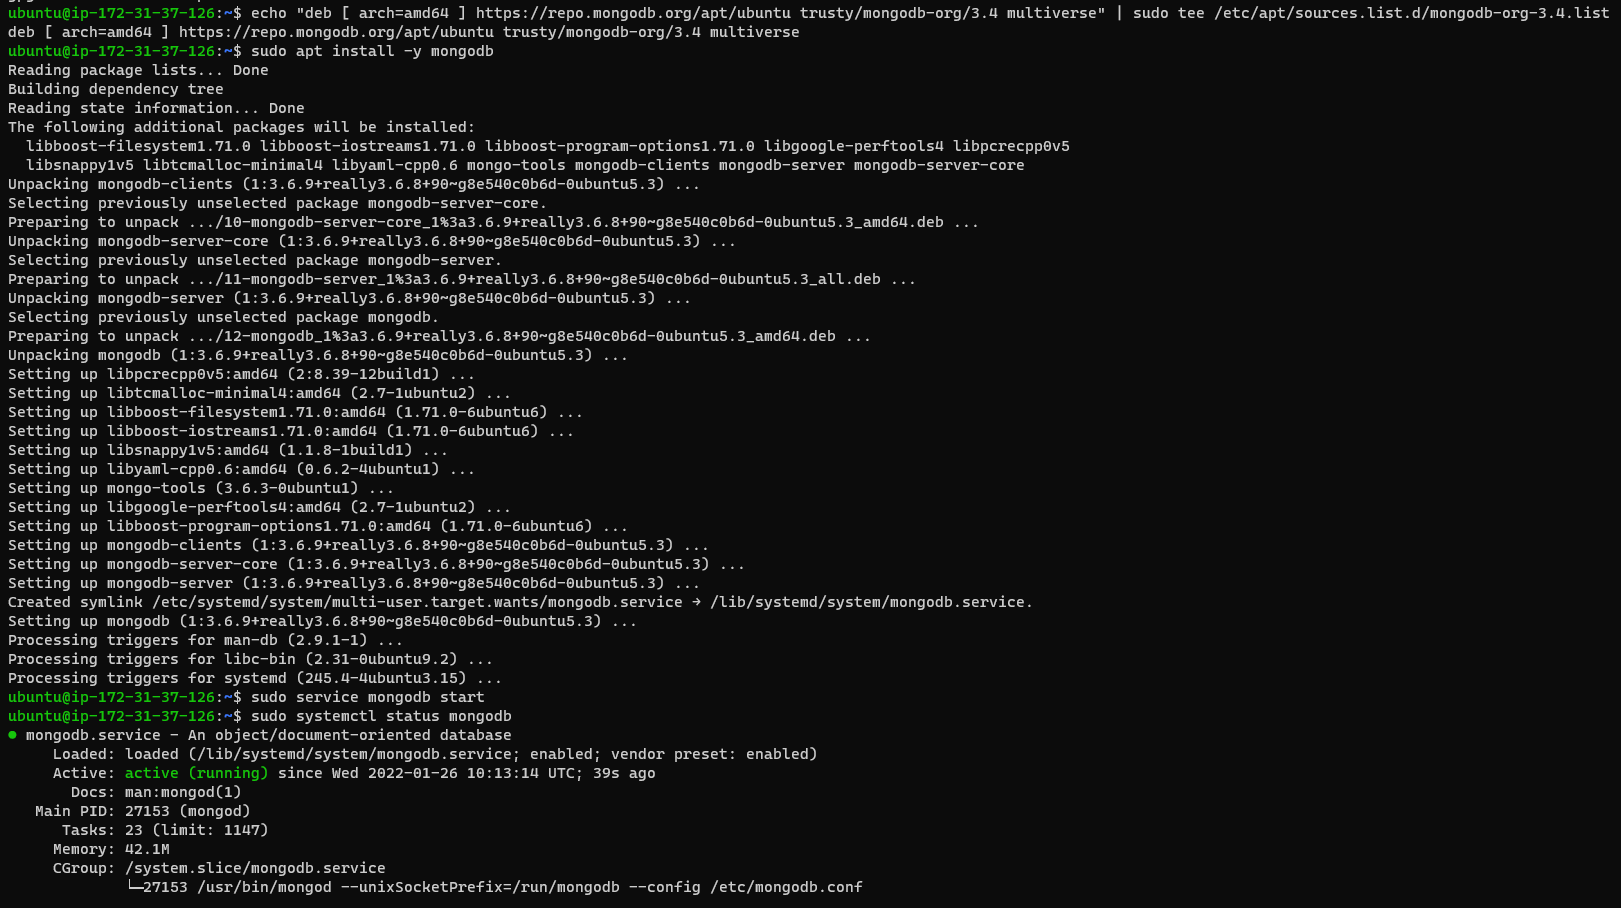 ubuntu@ip-172-31-37-126:~$ echo "deb [ arch=amd64 ] https://repo.mongodb.org/apt/ubuntu trusty/mongodb-org/3.4 multiverse" | sudo tee /etc/apt/sources.list.d/mongodb-org-3.4.list
deb [ arch=amd64 ] https://repo.mongodb.org/apt/ubuntu trusty/mongodb-org/3.4 multiverse
ubuntu@ip-172-31-37-126:~$ sudo apt install -y mongodb
Reading package lists... Done
Building dependency tree
Reading state information... Done
The following additional packages will be installed:
  libboost-filesystem1.71.0 libboost-iostreams1.71.0 libboost-program-options1.71.0 libgoogle-perftools4 libpcrecpp0v5
  libsnappy1v5 libtcmalloc-minimal4 libyaml-cpp0.6 mongo-tools mongodb-clients mongodb-server mongodb-server-core
Unpacking mongodb-clients (1:3.6.9+really3.6.8+90~g8e540c0b6d-0ubuntu5.3) ...
Selecting previously unselected package mongodb-server-core.
Preparing to unpack .../10-mongodb-server-core_1%3a3.6.9+really3.6.8+90~g8e540c0b6d-0ubuntu5.3_amd64.deb ...
Unpacking mongodb-server-core (1:3.6.9+really3.6.8+90~g8e540c0b6d-0ubuntu5.3) ...
Selecting previously unselected package mongodb-server.
Preparing to unpack .../11-mongodb-server_1%3a3.6.9+really3.6.8+90~g8e540c0b6d-0ubuntu5.3_all.deb ...
Unpacking mongodb-server (1:3.6.9+really3.6.8+90~g8e540c0b6d-0ubuntu5.3) ...
Selecting previously unselected package mongodb.
Preparing to unpack .../12-mongodb_1%3a3.6.9+really3.6.8+90~g8e540c0b6d-0ubuntu5.3_amd64.deb ...
Unpacking mongodb (1:3.6.9+really3.6.8+90~g8e540c0b6d-0ubuntu5.3) ...
Setting up libpcrecpp0v5:amd64 (2:8.39-12build1) ...
Setting up libtcmalloc-minimal4:amd64 (2.7-1ubuntu2) ...
Setting up libboost-filesystem1.71.0:amd64 (1.71.0-6ubuntu6) ...
Setting up libboost-iostreams1.71.0:amd64 (1.71.0-6ubuntu6) ...
Setting up libsnappy1v5:amd64 (1.1.8-1build1) ...
Setting up libyaml-cpp0.6:amd64 (0.6.2-4ubuntu1) ...
Setting up mongo-tools (3.6.3-0ubuntu1) ...
Setting up libgoogle-perftools4:amd64 (2.7-1ubuntu2) ...
Setting up libboost-program-options1.71.0:amd64 (1.71.0-6ubuntu6) ...
Setting up mongodb-clients (1:3.6.9+really3.6.8+90~g8e540c0b6d-0ubuntu5.3) ...
Setting up mongodb-server-core (1:3.6.9+really3.6.8+90~g8e540c0b6d-0ubuntu5.3) ...
Setting up mongodb-server (1:3.6.9+really3.6.8+90~g8e540c0b6d-0ubuntu5.3) ...
Created symlink /etc/systemd/system/multi-user.target.wants/mongodb.service → /lib/systemd/system/mongodb.service.
Setting up mongodb (1:3.6.9+really3.6.8+90~g8e540c0b6d-0ubuntu5.3) ...
Processing triggers for man-db (2.9.1-1) ...
Processing triggers for libc-bin (2.31-0ubuntu9.2) ...
Processing triggers for systemd (245.4-4ubuntu3.15) ...
ubuntu@ip-172-31-37-126:~$ sudo service mongodb start
ubuntu@ip-172-31-37-126:~$ sudo systemctl status mongodb
● mongodb.service - An object/document-oriented database
     Loaded: loaded (/lib/systemd/system/mongodb.service; enabled; vendor preset: enabled)
     Active: active (running) since Wed 2022-01-26 10:13:14 UTC; 39s ago
       Docs: man:mongod(1)
   Main PID: 27153 (mongod)
      Tasks: 23 (limit: 1147)
     Memory: 42.1M
     CGroup: /system.slice/mongodb.service
             └─27153 /usr/bin/mongod --unixSocketPrefix=/run/mongodb --config /etc/mongodb.conf